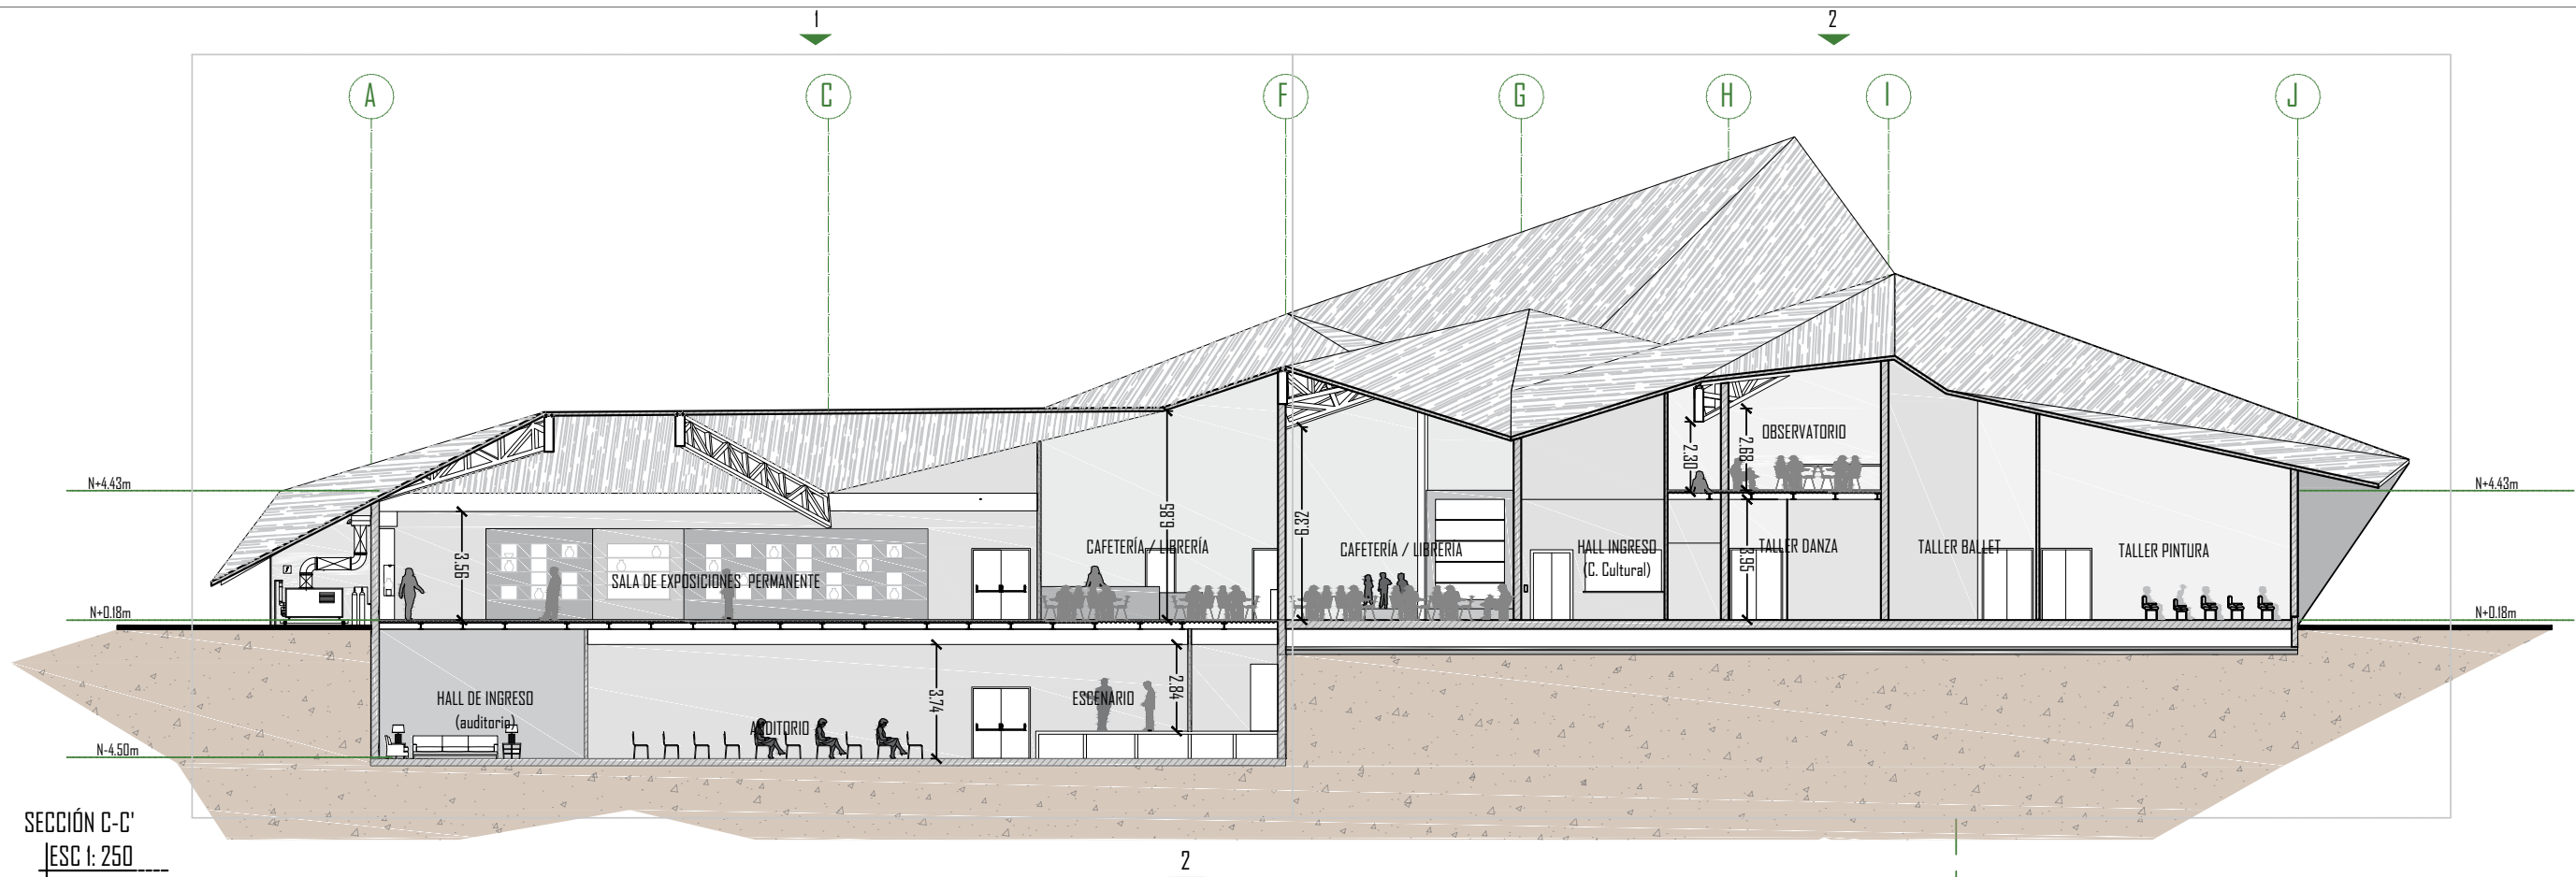 1
2
A
C
F
G
H
I
J
N+4.43m
N+4.43m
OBSERVATORIO
2.30
2.68
3.56
6.85
6.37
3.95
CAFETERÍA / LIBRERÍA
CAFETERÍA / LIBRERIA
HALL INGRESO
(C. Cultural)
TALLER DANZA
TALLER BALLET
TALLER PINTURA
SALA DE EXPOSICIONES PERMANENTE
N+0.18m
N+0.18m
HALL DE INGRESO
(auditorio)
AUDITORIO
3.74
ESCENARIO
2.84
N-4.50m
SECCIÓN C-C'
ESC 1: 250
2